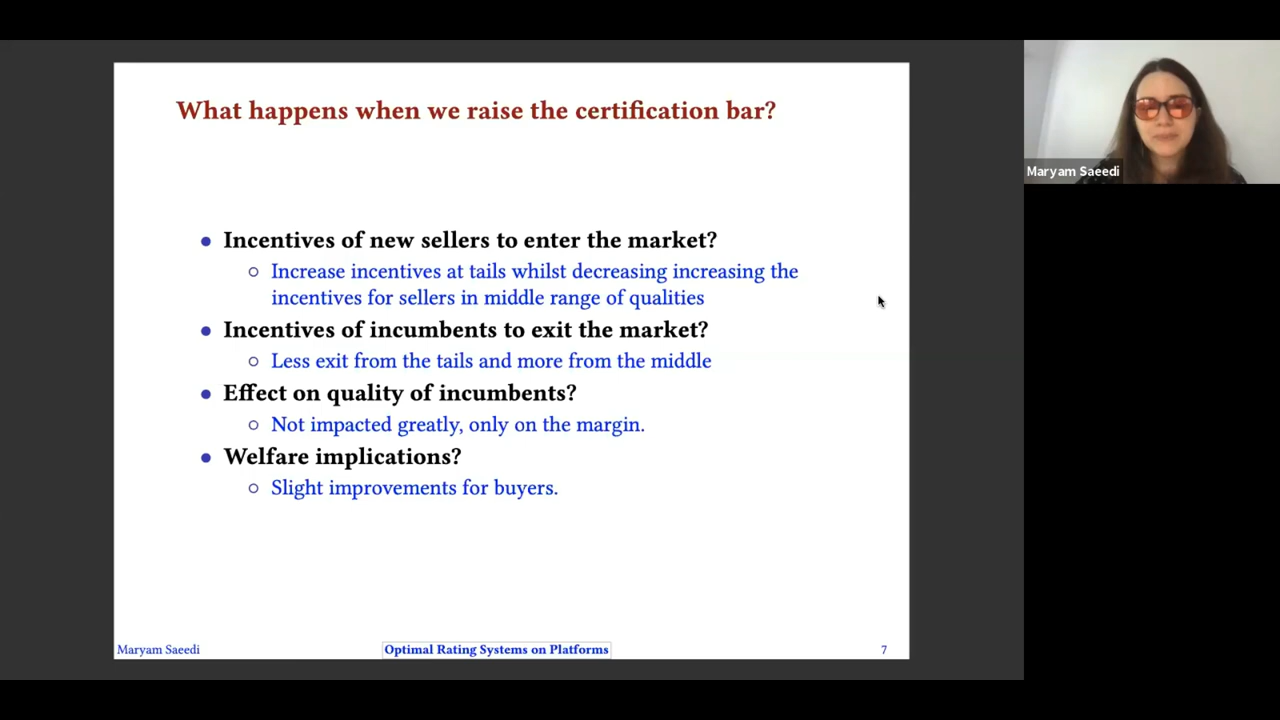 What happens when we raise the certification bar?
Incentives of new sellers to enter the market?
Increase incentives at tails whilst decreasing increasing the
incentives for sellers in middle range of qualities
Incentives of incumbents to exit the market?
Less exit from the tails and more from the middle
Effect on quality of incumbents?
Not impacted greatly, only on the margin.
Welfare implications?
Slight improvements for buyers.
Maryam Saeedi
Optimal Rating Systems on Platforms
7
Maryam Saeedi